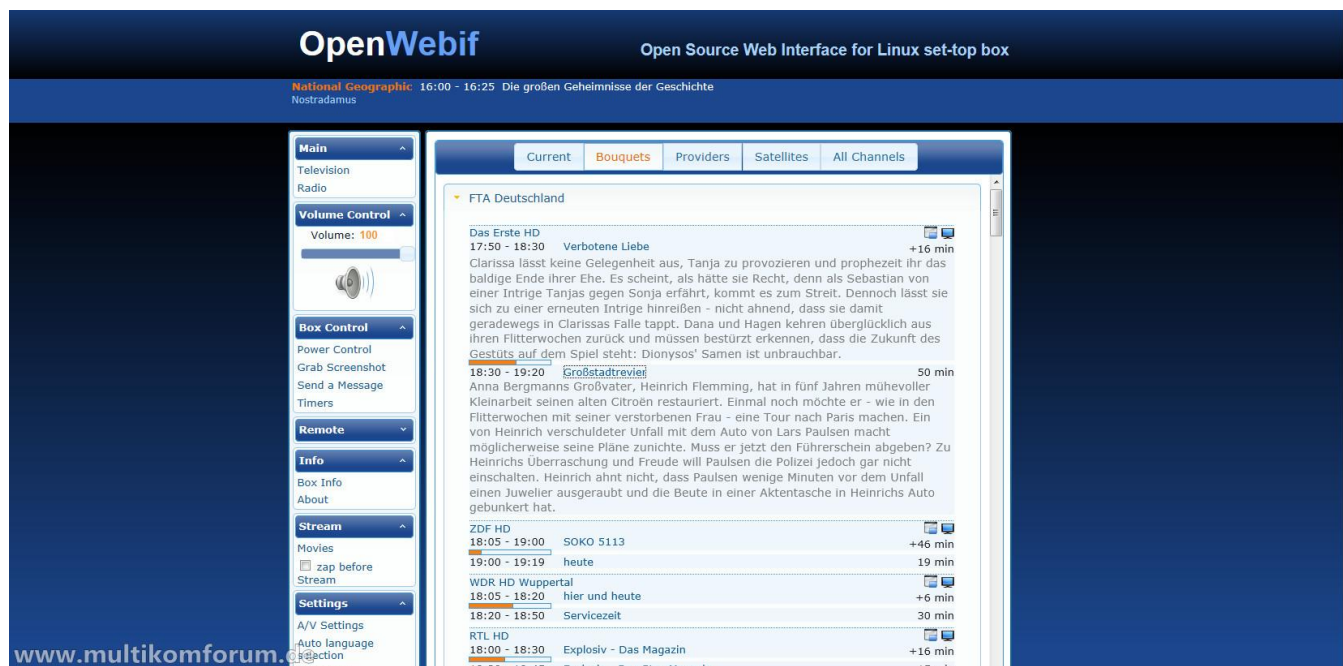 OpenWebif
Open Source Web Interface for Linux set-top box
National Geographic 16:00 - 16:25 Die großen Geheimnisse der Geschichte
Nostradamus
Main
Television
Radio
Volume Control
Volume: 100
Box Control
Power Control
Grab Screenshot
Send a Message
Timers
Remote
Info
Box Info
About
Stream
Movies
zap before
Stream
Settings
A/V Settings
Auto language
selection
Current Bouquets Providers Satellites All Channels
FTA Deutschland
Das Erste HD
17:50 - 18:30 Verbotene Liebe +16 min
Clarissa lässt keine Gelegenheit aus, Tanja zu provozieren und prophezeit ihr das
baldige Ende ihrer Ehe. Es scheint, als hätte sie Recht, denn als Sebastian von
einer Intrige Tanjas gegen Sonja erfährt, kommt es zum Streit. Dennoch lässt sie
sich zu einer erneuten Intrige hinreißen - nicht ahnend, dass sie damit
geradewegs in Clarissas Falle tappt. Dana und Hagen kehren überglücklich aus
ihren Flitterwochen zurück und müssen bestürzt erkennen, dass die Zukunft des
Gestüts auf dem Spiel steht: Dionysos' Samen ist unbrauchbar.
18:30 - 19:20 Großstadtrevier 50 min
Anna Bergmanns Großvater, Heinrich Flemming, hat in fünf Jahren mühevoller
Kleinarbeit seinen alten Citroën restauriert. Einmal noch möchte er - wie in den
Flitterwochen mit seiner verstorbenen Frau - eine Tour nach Paris machen. Ein
von Heinrich verschuldeter Unfall mit dem Auto von Lars Paulsen macht
möglicherweise seine Pläne zunichte. Muss er jetzt den Führerschein abgeben? Zu
Heinrichs Überraschung und Freude will Paulsen die Polizei jedoch gar nicht
einschalten. Heinrich ahnt nicht, dass Paulsen wenige Minuten vor dem Unfall
einen Juwelier ausgeraubt und die Beute in einer Aktentasche in Heinrichs Auto
gebunkert hat.
ZDF HD
18:05 - 19:00 SOKO 5113 +46 min
19:00 - 19:19 heute 19 min
WDR HD Wuppertal
18:05 - 18:20 hier und heute +6 min
18:20 - 18:50 Servicezeit 30 min
RTL HD
18:00 - 18:30 Explosiv - Das Magazin +16 min
www.multikomforum.de